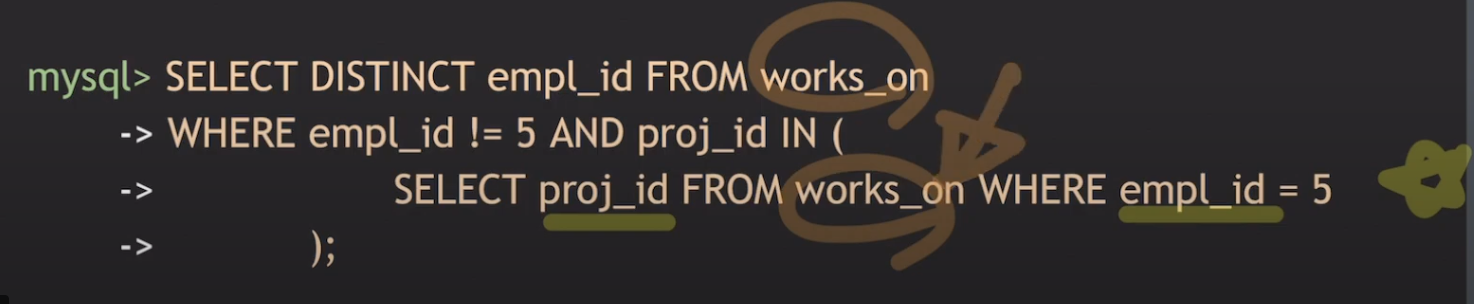 mysql> SELECT DISTINCT empl_id FROM works_on
-> WHERE empl_id != 5 AND proj_id IN (
-> SELECT proj_id FROM works_on WHERE empl_id = 5
-> );